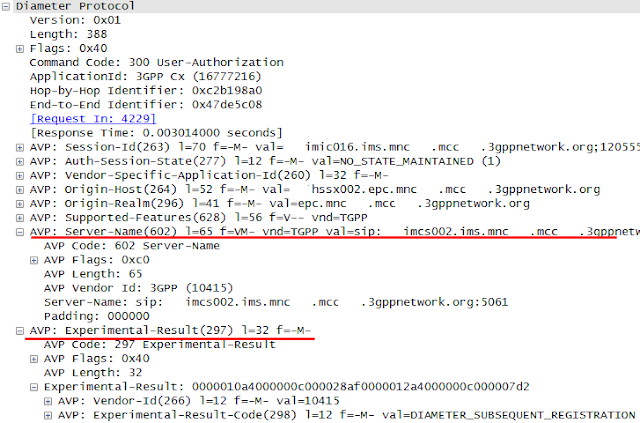 Diameter Protocol
Version: 0x01
Length: 388
Flags: 0x40
Command Code: 300 User-Authorization
ApplicationId: 3GPP Cx (16777216)
Hop-by-Hop Identifier: 0xc2b198a0
End-to-End Identifier: 0x47de5c08
[Request In: 4229]
[Response Time: 0.003014000 seconds]
AVP: Session-Id(263) l=70 f=-M- val= imic016.ims.mnc .mcc .3gppnetwork.org;120555
AVP: Auth-Session-State(277) l=12 f=-M- val=NO_STATE_MAINTAINED (1)
AVP: Vendor-Specific-Application-Id(260) l=32 f=-M-
AVP: Origin-Host(264) l=52 f=-M- val= hssx002.epc.mnc .mcc .3gppnetwork.org
AVP: Origin-Realm(296) l=41 f=-M- val=epc.mnc .mcc .3gppnetwork.org
AVP: Supported-Features(628) l=56 f=V-- vnd=TGPP
AVP: Server-Name(602) l=65 f=VM- vnd=TGPP val=sip: imcs002.ims.mnc .mcc .3gppnetw
AVP Code: 602 Server-Name
AVP Flags: 0xc0
AVP Length: 65
AVP Vendor Id: 3GPP (10415)
Server-Name: sip: imcs002.ims.mnc .mcc .3gppnetwork.org:5061
Padding: 000000
AVP: Experimental-Result(297) l=32 f=-M-
AVP Code: 297 Experimental-Result
AVP Flags: 0x40
AVP Length: 32
Experimental-Result: 0000010a4000000c000028af0000012a4000000c000007d2
AVP: Vendor-Id(266) l=12 f=-M- val=10415
AVP: Experimental-Result-Code(298) l=12 f=-M- val=DIAMETER_SUBSEQUENT_REGISTRATION